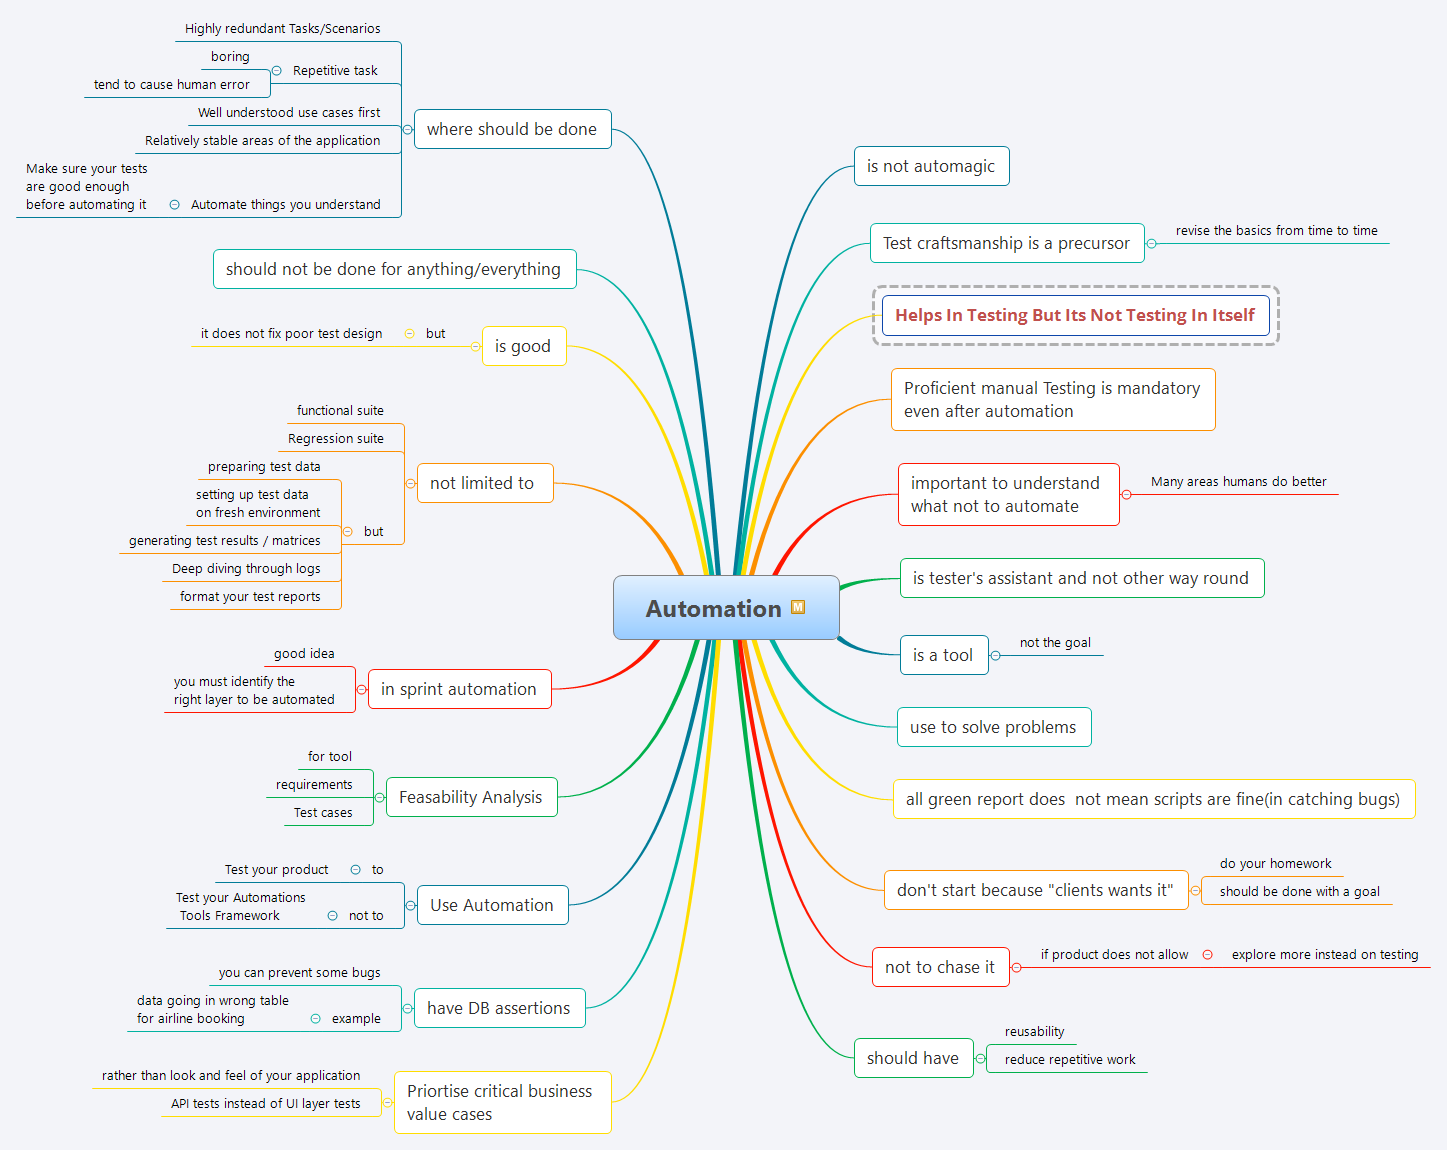 Automation
M
is not automagic
Test craftsmanship is a precursor
revise the basics from time to time
Helps In Testing But Its Not Testing In Itself
Proficient manual Testing is mandatory
even after automation
important to understand
what not to automate
Many areas humans do better
is tester's assistant and not other way round
is a tool
not the goal
use to solve problems
all green report does  not mean scripts are fine(in catching bugs)
don't start because "clients wants it"
do your homework
should be done with a goal
not to chase it
if product does not allow
explore more instead on testing
should have
reusability
reduce repetitive work
where should be done
Highly redundant Tasks/Scenarios
Repetitive task
boring
tend to cause human error
Well understood use cases first
Relatively stable areas of the application
Automate things you understand
Make sure your tests
are good enough
before automating it
should not be done for anything/everything
is good
but
it does not fix poor test design
not limited to
functional suite
Regression suite
but
preparing test data
setting up test data
on fresh environment
generating test results / matrices
Deep diving through logs
format your test reports
in sprint automation
good idea
you must identify the
right layer to be automated
Feasability Analysis
for tool
requirements
Test cases
Use Automation
to
Test your product
not to
Test your Automations
Tools Framework
have DB assertions
you can prevent some bugs
example
data going in wrong table
for airline booking
Priortise critical business
value cases
rather than look and feel of your application
API tests instead of UI layer tests